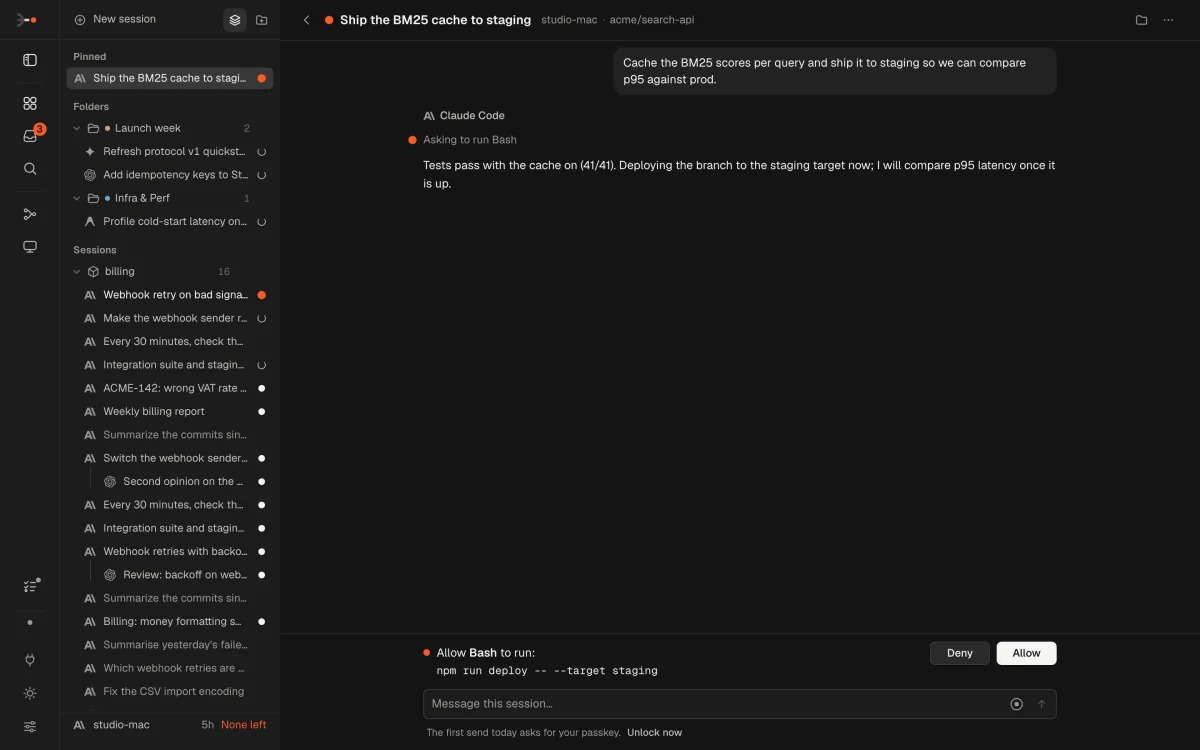 New session
Pinned
Ship the BM25 cache to stagi...
Folders
Launch week 2
Refresh protocol v1 quickst...
Add idempotency keys to St...
Infra & Perf 1
Profile cold-start latency on...
Sessions
billing 16
Webhook retry on bad signa...
Make the webhook sender r...
Every 30 minutes, check th...
Integration suite and stagin...
ACME-142: wrong VAT rate ...
Weekly billing report
Summarize the commits sin...
Switch the webhook sender...
Second opinion on the ...
Every 30 minutes, check th...
Integration suite and stagin...
Webhook retries with backo...
Review: backoff on web...
Summarize the commits sin...
Billing: money formatting s...
Summarise yesterday's faile...
Which webhook retries are ...
Fix the CSV import encoding
studio-mac 5h None left
3
Ship the BM25 cache to staging studio-mac · acme/search-api
Cache the BM25 scores per query and ship it to staging so we can compare
p95 against prod.
Claude Code
Asking to run Bash
Tests pass with the cache on (41/41). Deploying the branch to the staging target now; I will compare p95 latency once it
is up.
Allow Bash to run:
npm run deploy -- --target staging
Deny
Allow
Message this session...
The first send today asks for your passkey. Unlock now